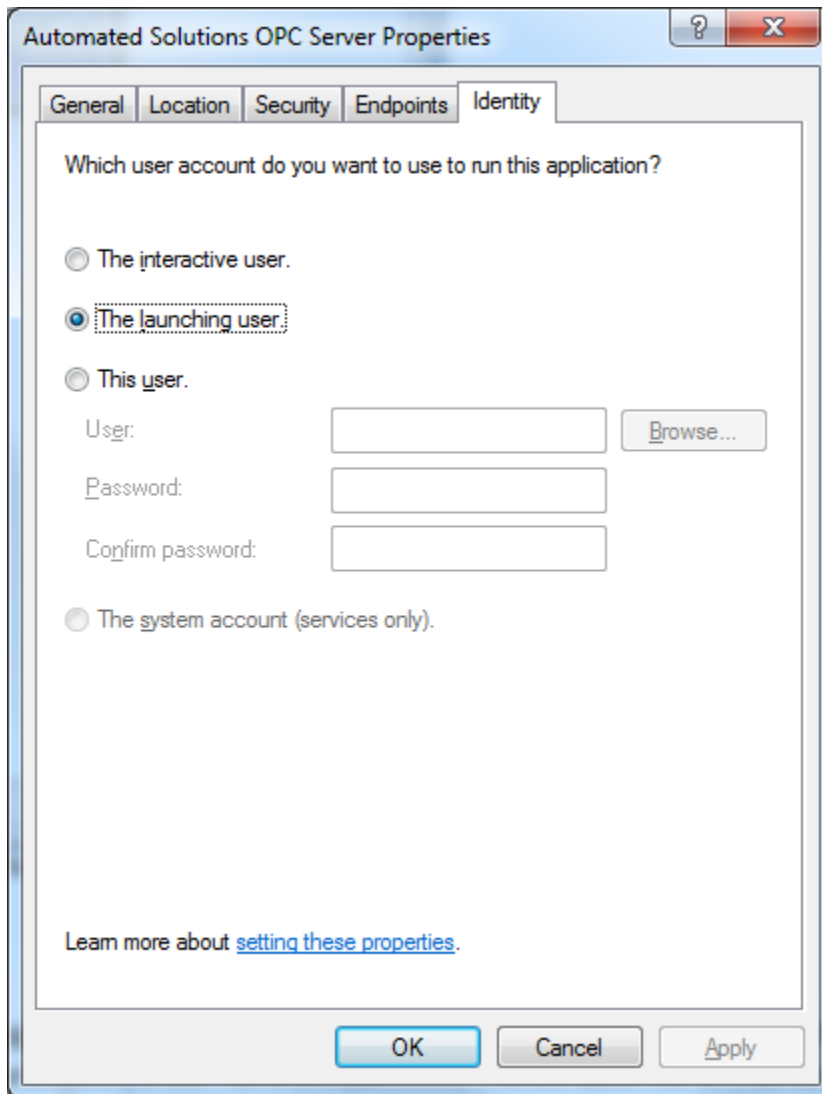 Automated Solutions OPC Server Properties
?
X
General Location Security Endpoints Identity
Which user account do you want to use to run this application?
The interactive user.
The launching user.
This user.
User:
Browse...
Password:
Confirm password:
The system account (services only).
Learn more about setting these properties.
OK Cancel Apply